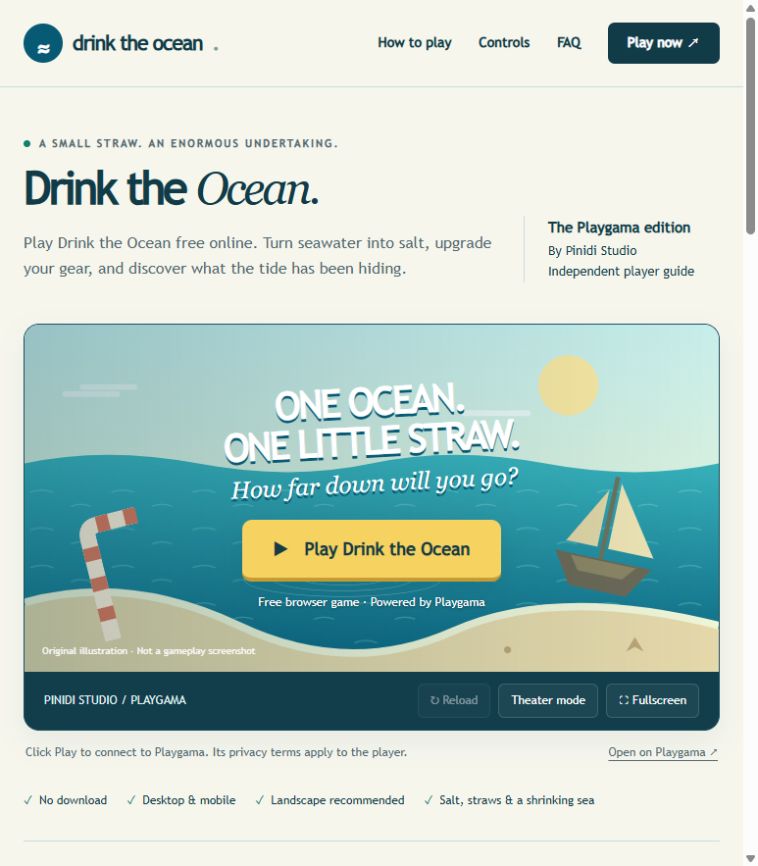 ≈ drink the ocean .
How to play Controls FAQ Play now ↗
A SMALL STRAW. AN ENORMOUS UNDERTAKING.
Drink the Ocean.
Play Drink the Ocean free online. Turn seawater into salt, upgrade
your gear, and discover what the tide has been hiding.
The Playgama edition
By Pinidi Studio
Independent player guide
ONE OCEAN.
ONE LITTLE STRAW.
How far down will you go?
▶ Play Drink the Ocean
Free browser game · Powered by Playgama
Original illustration · Not a gameplay screenshot
PINIDI STUDIO / PLAYGAMA
↻ Reload
Theater mode
⛶ Fullscreen
Click Play to connect to Playgama. Its privacy terms apply to the player.
Open on Playgama ↗
✓ No download ✓ Desktop & mobile ✓ Landscape recommended ✓ Salt, straws & a shrinking sea